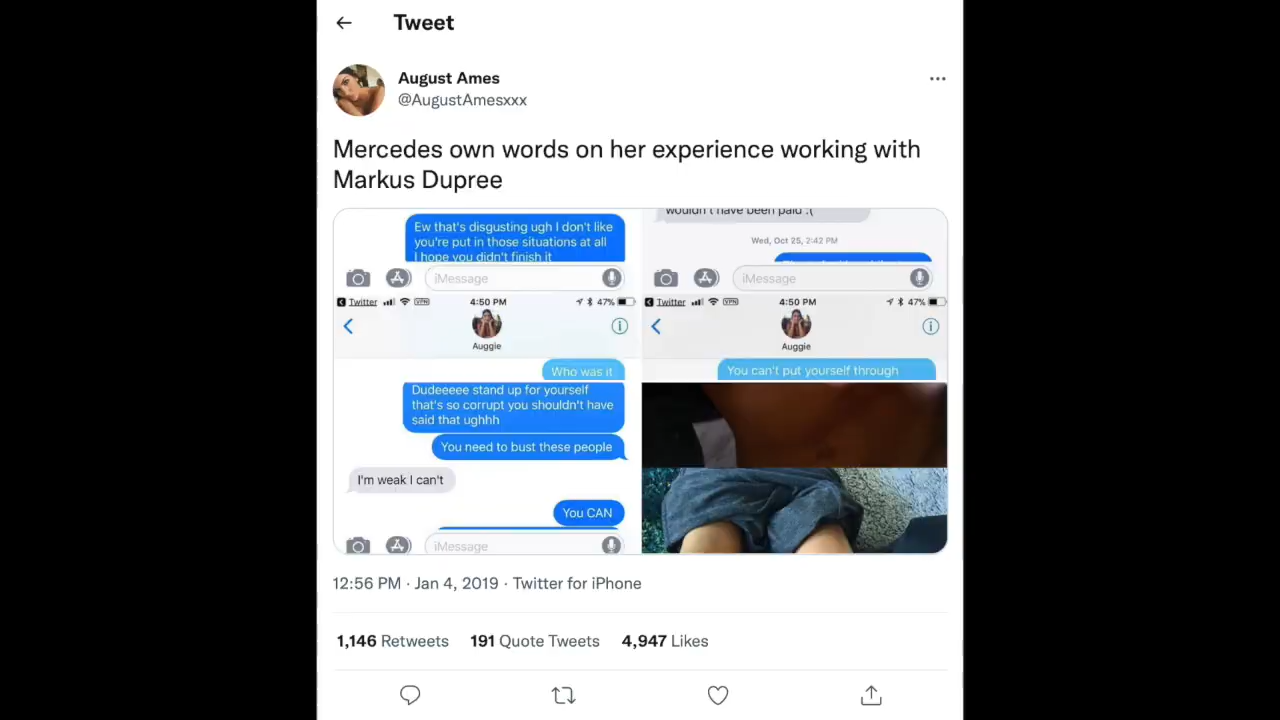 Tweet
August Ames
@AugustAmesxxx
Mercedes own words on her experience working with
Markus Dupree
Ew that's disgusting ugh I don't like
you're put in those situations at all
I hope you didn't finish it
iMessage
Twitter VPN 4:50 PM 47%
Auggie
Who was it
Dudeeeee stand up for yourself
that's so corrupt you shouldn't have
said that ughhh
You need to bust these people
I'm weak I can't
You CAN
iMessage
wouldn't have been paid :(
Wed, Oct 25, 2:42 PM
iMessage
Twitter VPN 4:50 PM 47%
Auggie
You can't put yourself through
12:56 PM · Jan 4, 2019 · Twitter for iPhone
1,146 Retweets 191 Quote Tweets 4,947 Likes